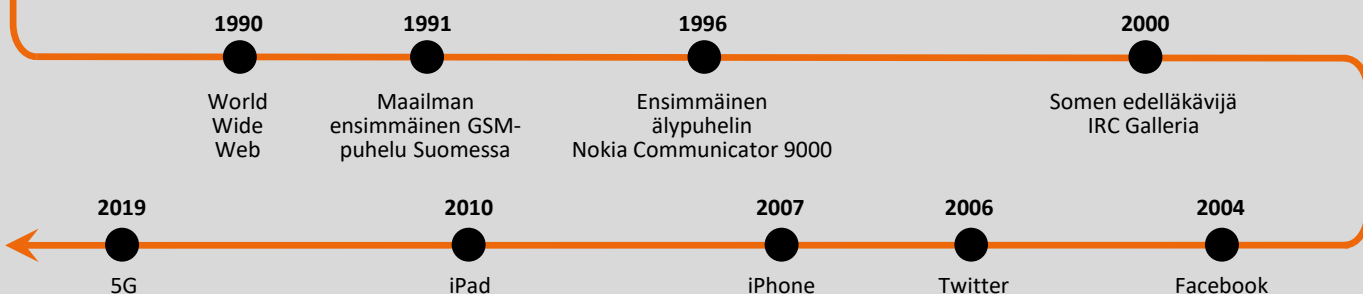 1990
World
Wide
Web
1991
Maailman
ensimmäinen GSM-
puhelu Suomessa
1996
Ensimmäinen
älypuhelin
Nokia Communicator 9000
2000
Somen edelläkävijä
IRC Galleria
2004
Facebook
2006
Twitter
2007
iPhone
2010
iPad
2019
5G